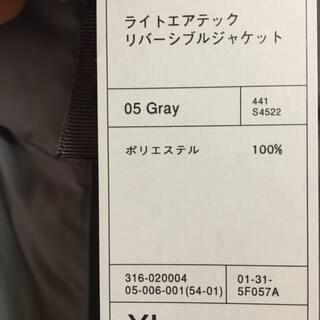 ライトエアテック
リバーシブルジャケット
05 Gray
441
S4522
ポリエステル 100%
316-020004
05-006-001(54-01)
01-31-
5F057A